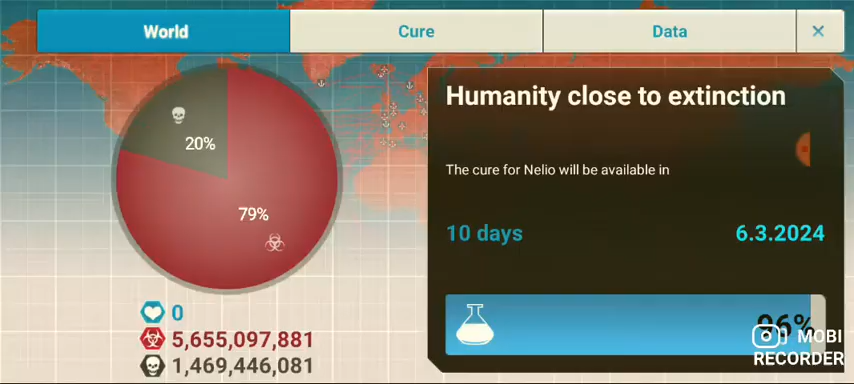 World
Cure
Data
×
20%
79%
0
5,655,097,881
1,469,446,081
Humanity close to extinction
The cure for Nelio will be available in
10 days
6.3.2024
96%
MOBI
RECORDER